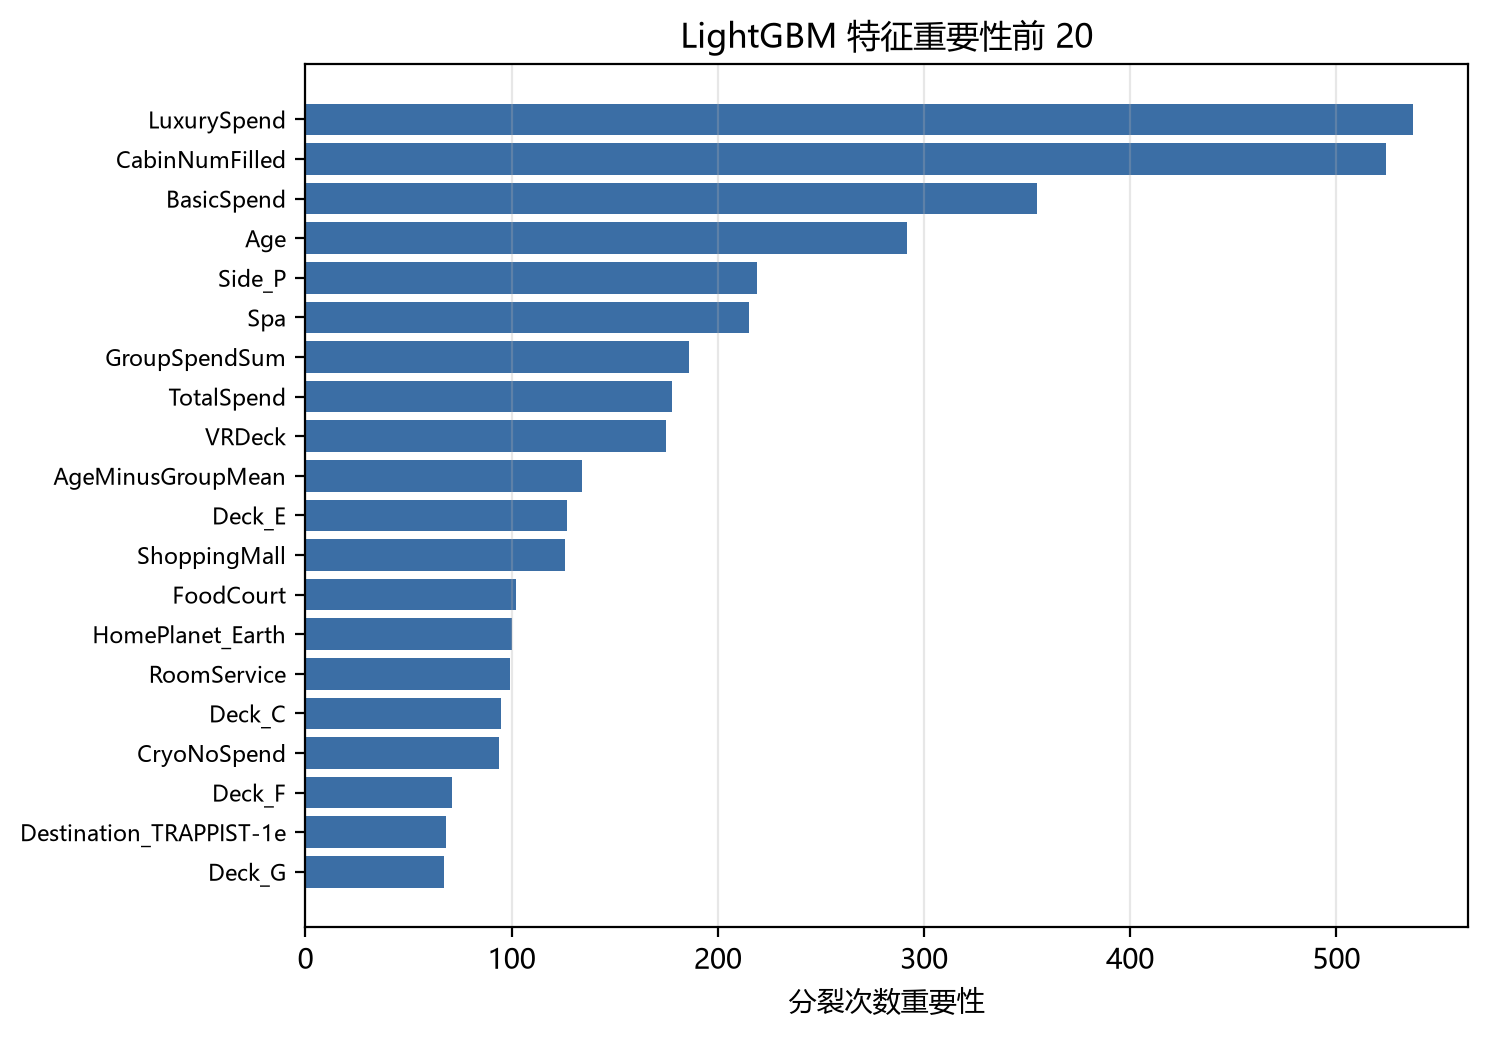 LightGBM 特征重要性前 20
LuxurySpend
CabinNumFilled
BasicSpend
Age
Side_P
Spa
GroupSpendSum
TotalSpend
VRDeck
AgeMinusGroupMean
Deck_E
ShoppingMall
FoodCourt
HomePlanet_Earth
RoomService
Deck_C
CryoNoSpend
Deck_F
Destination_TRAPPIST-1e
Deck_G
0 100 200 300 400 500
分裂次数重要性